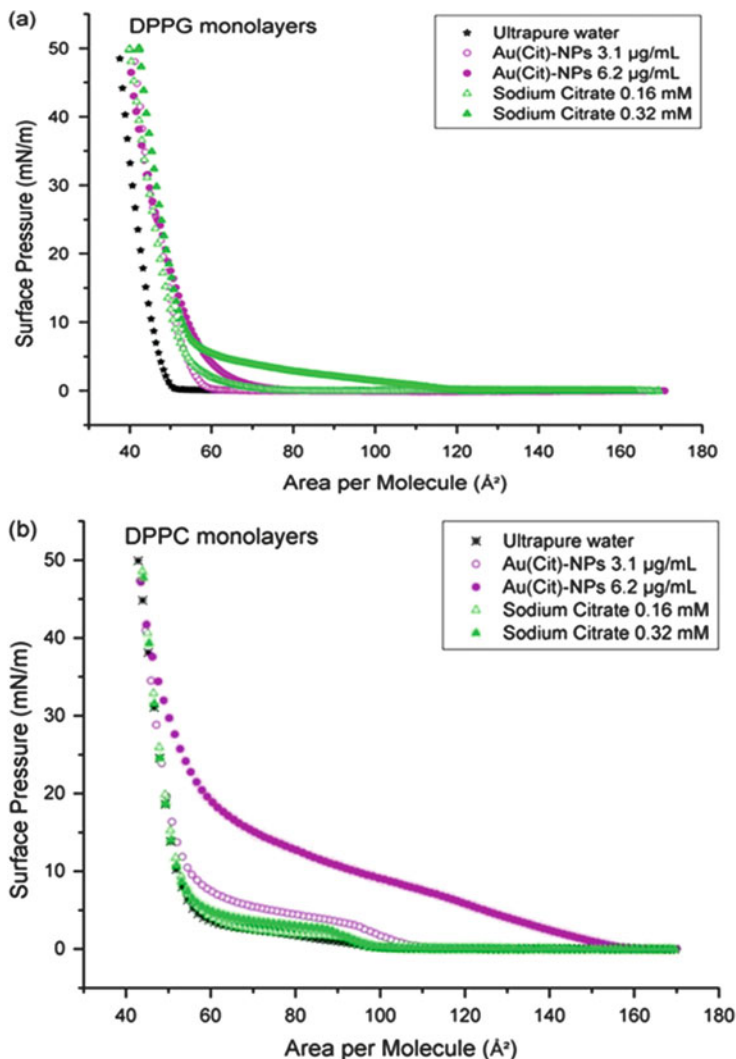 (a)
DPPG monolayers
Ultrapure water
Au(Cit)-NPs 3.1 µg/mL
Au(Cit)-NPs 6.2 µg/mL
Sodium Citrate 0.16 mM
Sodium Citrate 0.32 mM
Surface Pressure (mN/m)
50
40
30
20
10
0
40 60 80 100 120 140 160 180
Area per Molecule (Å²)
(b)
DPPC monolayers
Ultrapure water
Au(Cit)-NPs 3.1 µg/mL
Au(Cit)-NPs 6.2 µg/mL
Sodium Citrate 0.16 mM
Sodium Citrate 0.32 mM
Surface Pressure (mN/m)
50
40
30
20
10
0
40 60 80 100 120 140 160 180
Area per Molecule (Å²)